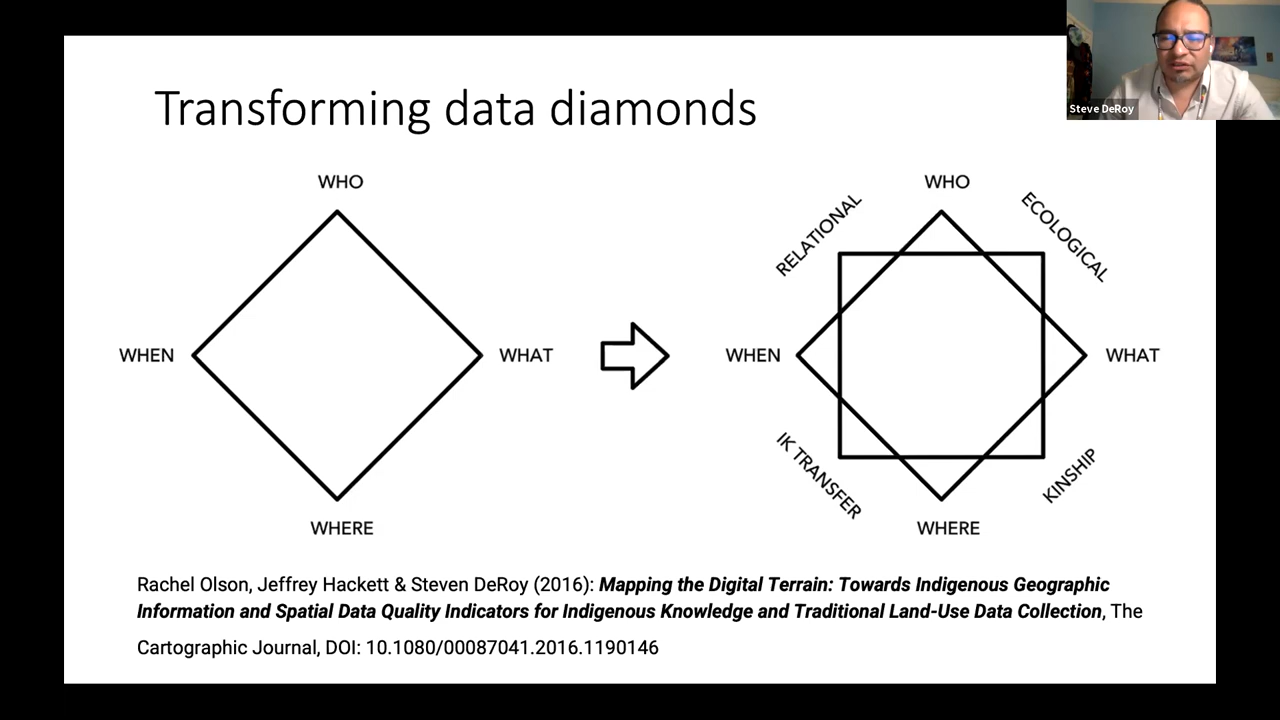 Transforming data diamonds
Steve DeRoy
WHO
WHEN
WHAT
WHERE
WHO
RELATIONAL
ECOLOGICAL
WHEN
WHAT
IK TRANSFER
KINSHIP
WHERE
Rachel Olson, Jeffrey Hackett & Steven DeRoy (2016): Mapping the Digital Terrain: Towards Indigenous Geographic
Information and Spatial Data Quality Indicators for Indigenous Knowledge and Traditional Land-Use Data Collection, The
Cartographic Journal, DOI: 10.1080/00087041.2016.1190146